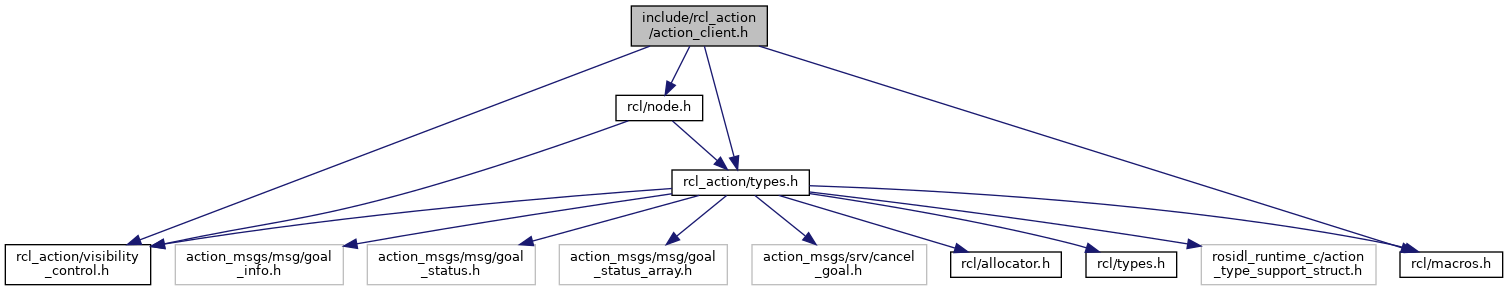 include/rcl_action
/action_client.h
rcl/node.h
rcl_action/types.h
rcl_action/visibility
_control.h
action_msgs/msg/goal
_info.h
action_msgs/msg/goal
_status.h
action_msgs/msg/goal
_status_array.h
action_msgs/srv/cancel
_goal.h
rcl/allocator.h
rcl/types.h
rosidl_runtime_c/action
_type_support_struct.h
rcl/macros.h